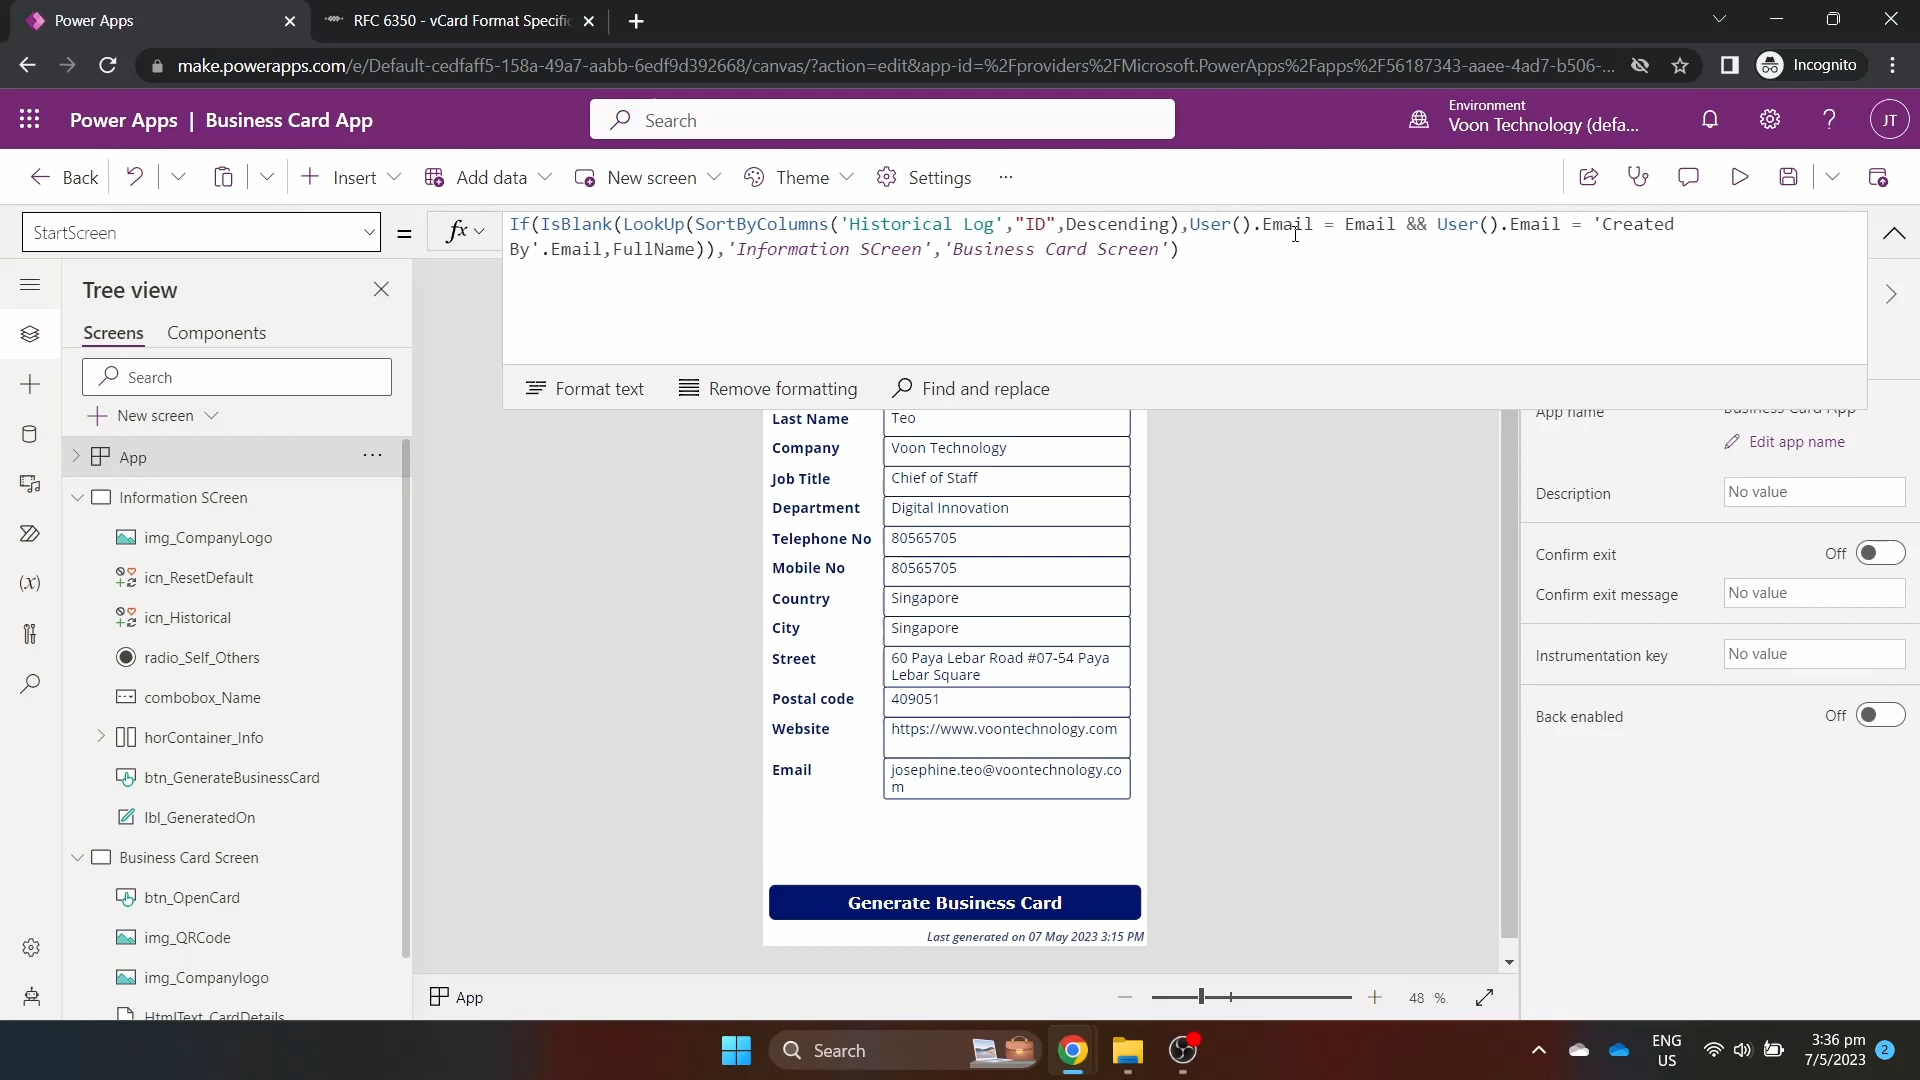 Power Apps
RFC 6350 - vCard Format Specific
make.powerapps.com/e/Default-cedfaff5-158a-49a7-aabb-6edf9d392668/canvas/?action=edit&app-id=%2Fproviders%2FMicrosoft.PowerApps%2Fapps%2F56187343-aaee-4ad7-b506-...
Incognito
Power Apps | Business Card App
Search
Environment
Voon Technology (defa...
JT
Back
Insert
Add data
New screen
Theme
Settings
StartScreen
=
fx
If(IsBlank(LookUp(SortByColumns('Historical Log',"ID",Descending),User().Email = Email && User().Email = 'Created
By'.Email,FullName)),'Information SCreen','Business Card Screen')
Format text
Remove formatting
Find and replace
Tree view
Screens
Components
Search
New screen
App
Information SCreen
img_CompanyLogo
icn_ResetDefault
icn_Historical
radio_Self_Others
combobox_Name
horContainer_Info
btn_GenerateBusinessCard
lbl_GeneratedOn
Business Card Screen
btn_OpenCard
img_QRCode
img_Companylogo
HtmlText_CardDetails
Last Name
Teo
Company
Voon Technology
Job Title
Chief of Staff
Department
Digital Innovation
Telephone No
80565705
Mobile No
80565705
Country
Singapore
City
Singapore
Street
60 Paya Lebar Road #07-54 Paya
Lebar Square
Postal code
409051
Website
https://www.voontechnology.com
Email
josephine.teo@voontechnology.co
m
Generate Business Card
Last generated on 07 May 2023 3:15 PM
App name
Business Card App
Edit app name
Description
No value
Confirm exit
Off
Confirm exit message
No value
Instrumentation key
No value
Back enabled
Off
App
48 %
Search
ENG
US
3:36 pm
7/5/2023
2